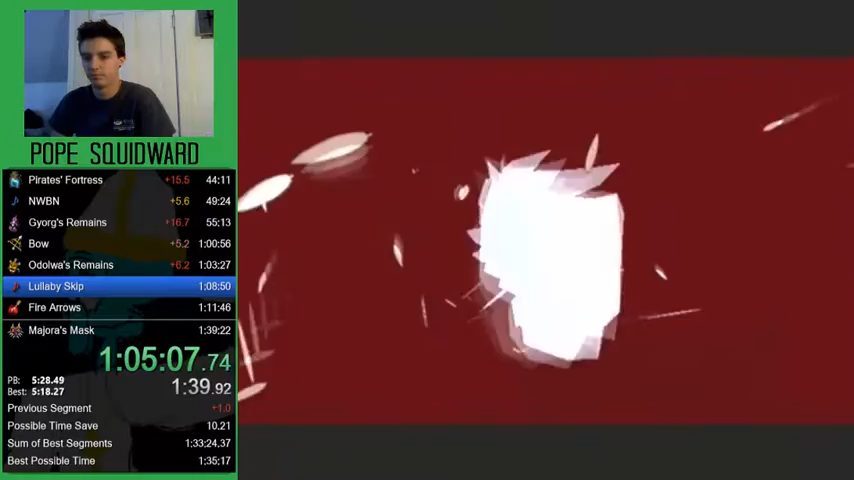 POPE SQUIDWARD
Pirates' Fortress +15.5 44:11
NWBN +5.6 49:24
Gyorg's Remains +16.7 55:13
Bow +5.2 1:00:56
Odolwa's Remains +6.2 1:03:27
Lullaby Skip 1:08:50
Fire Arrows 1:11:46
Majora's Mask 1:39:22
1:05:07.74
PB: 5:28.49
Best: 5:18.27
1:39.92
Previous Segment +1.0
Possible Time Save 10.21
Sum of Best Segments 1:33:24.37
Best Possible Time 1:35:17